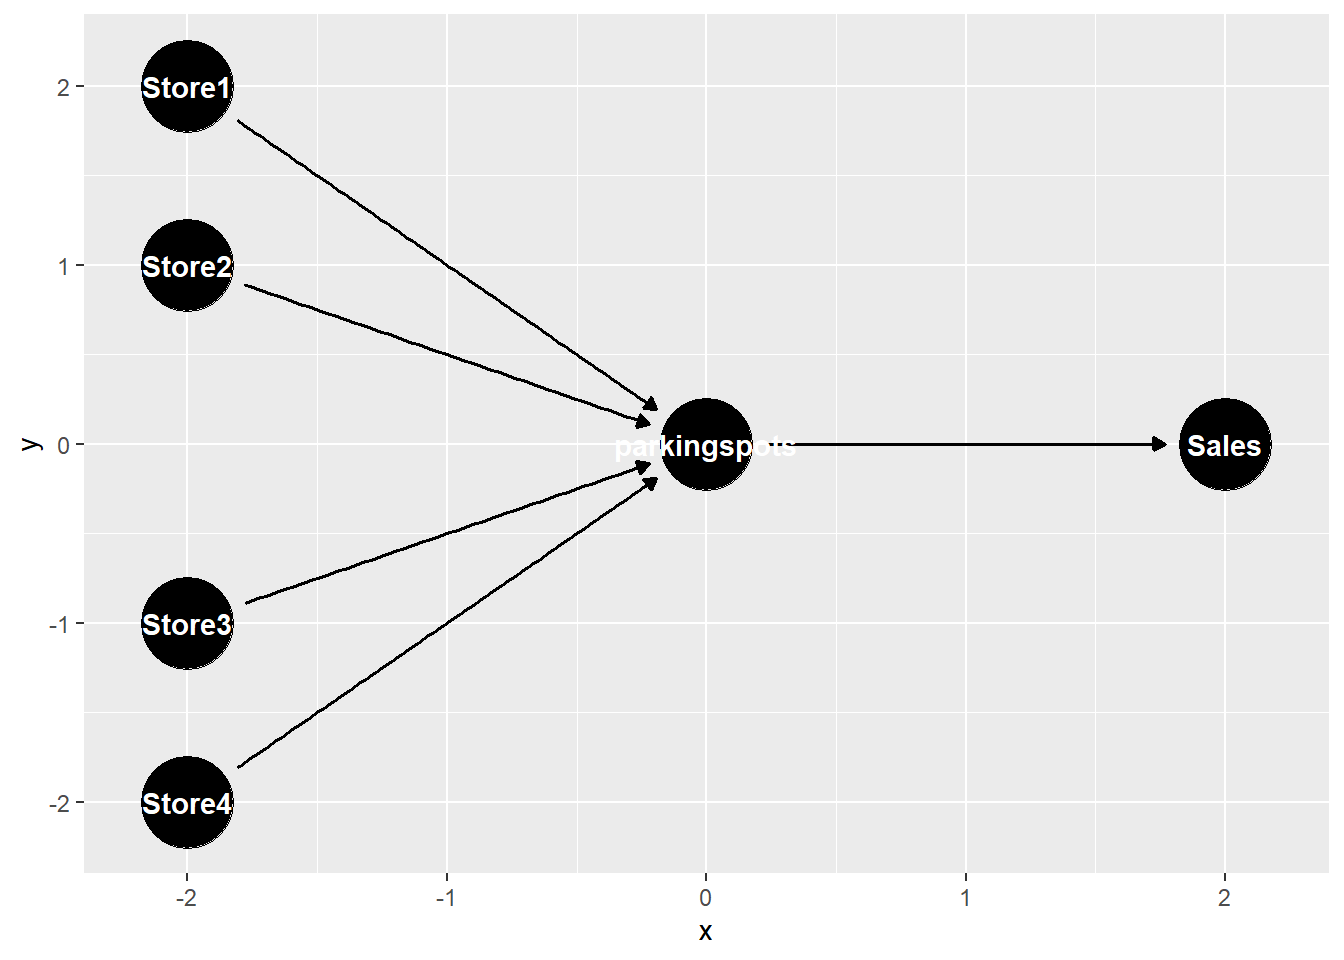 Store1
2
Store2
1
parkingspots
Sales
0
y
Store3
-1
Store4
-2
-2 -1 0 1 2
x